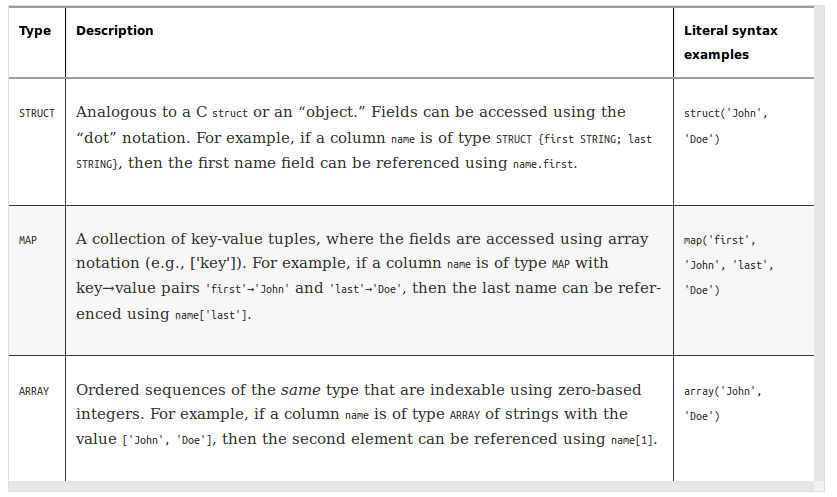 Type Description Literal syntax
examples
STRUCT Analogous to a C struct or an “object.” Fields can be accessed using the struct('John',
“dot” notation. For example, if a column name is of type STRUCT {first STRING; last 'Doe')
STRING}, then the first name field can be referenced using name.first.
MAP A collection of key-value tuples, where the fields are accessed using array map('first',
notation (e.g., ['key']). For example, if a column name is of type MAP with 'John', 'last',
key→value pairs 'first'→'John' and 'last'→'Doe', then the last name can be refer- 'Doe')
enced using name['last'].
ARRAY Ordered sequences of the same type that are indexable using zero-based array('John',
integers. For example, if a column name is of type ARRAY of strings with the 'Doe')
value ['John', 'Doe'], then the second element can be referenced using name[1].